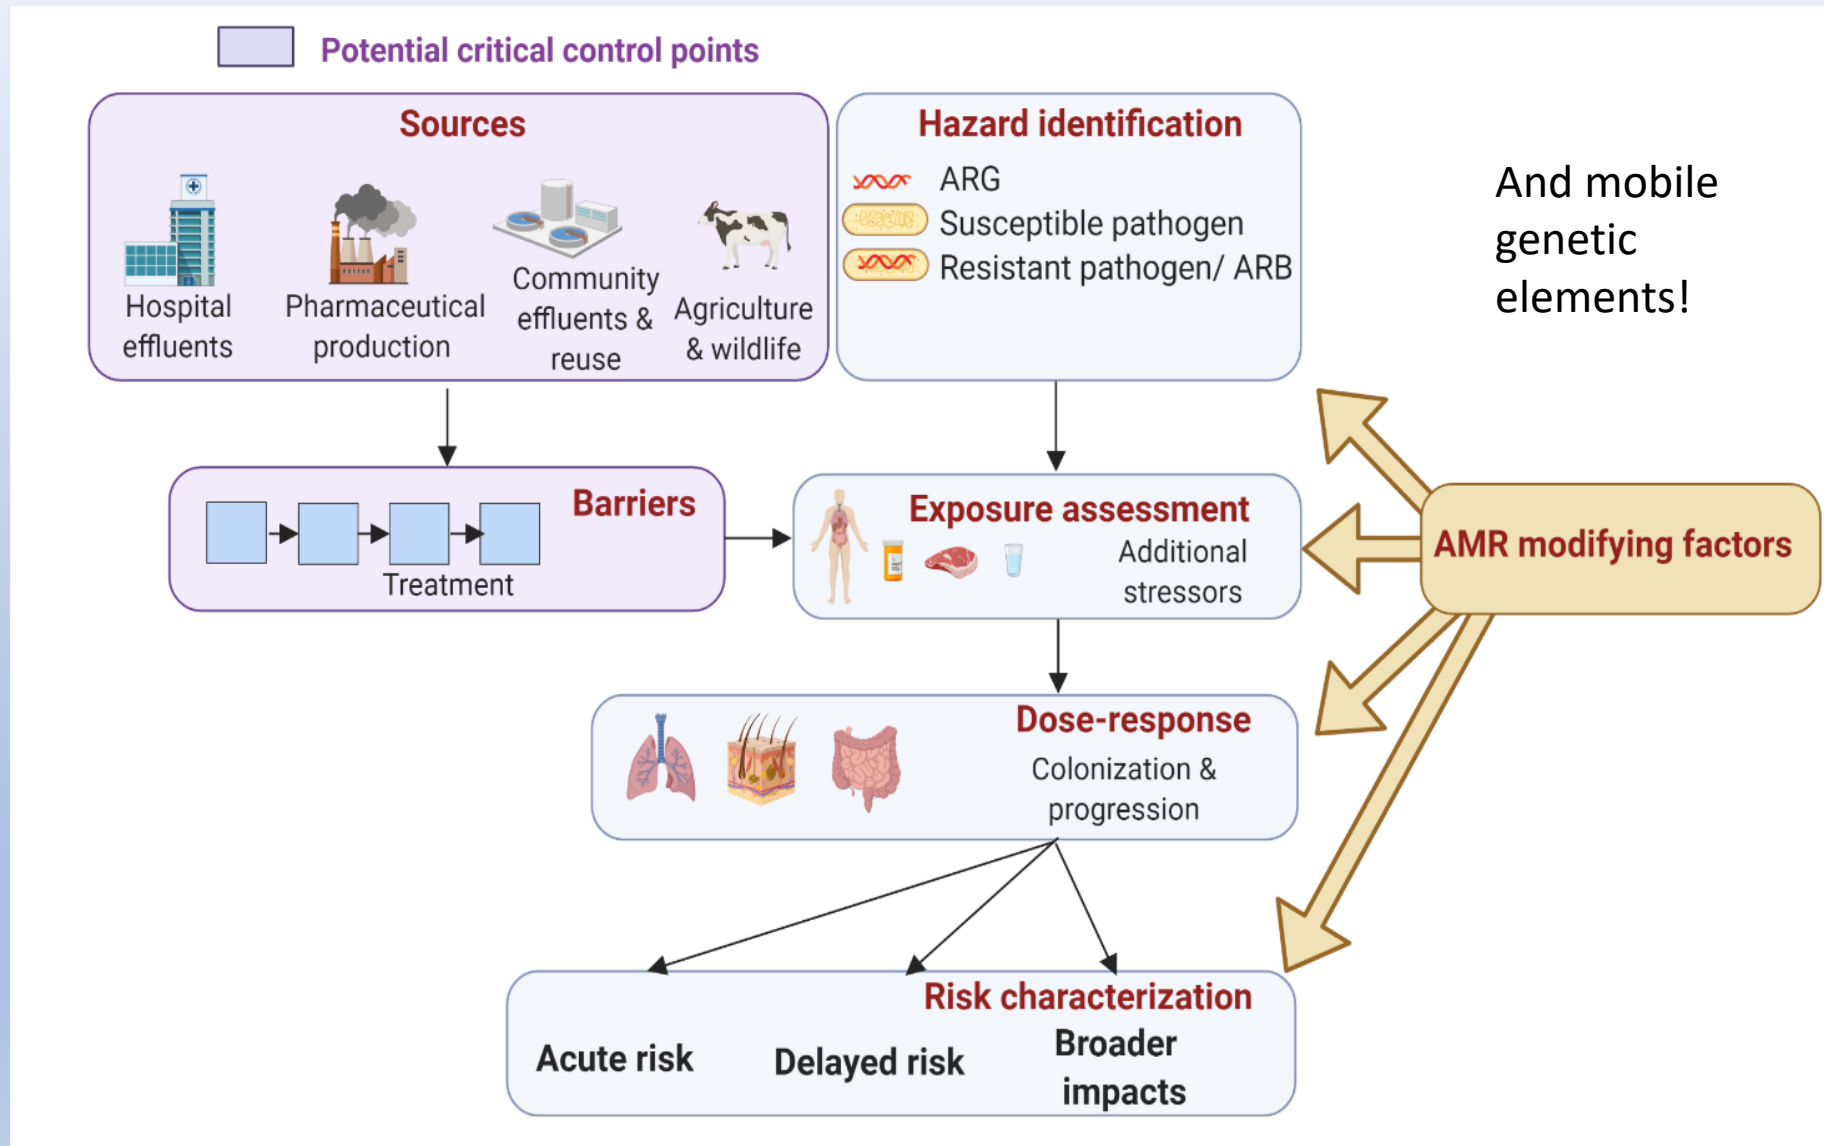 Potential critical control points
Sources
Hospital
effluents
Pharmaceutical
production
Community
effluents &
reuse
Agriculture
& wildlife
Hazard identification
ARG
Susceptible pathogen
Resistant pathogen/ ARB
And mobile
genetic
elements!
Barriers
Treatment
Exposure assessment
Additional
stressors
AMR modifying factors
Dose-response
Colonization &
progression
Risk characterization
Acute risk
Delayed risk
Broader
impacts